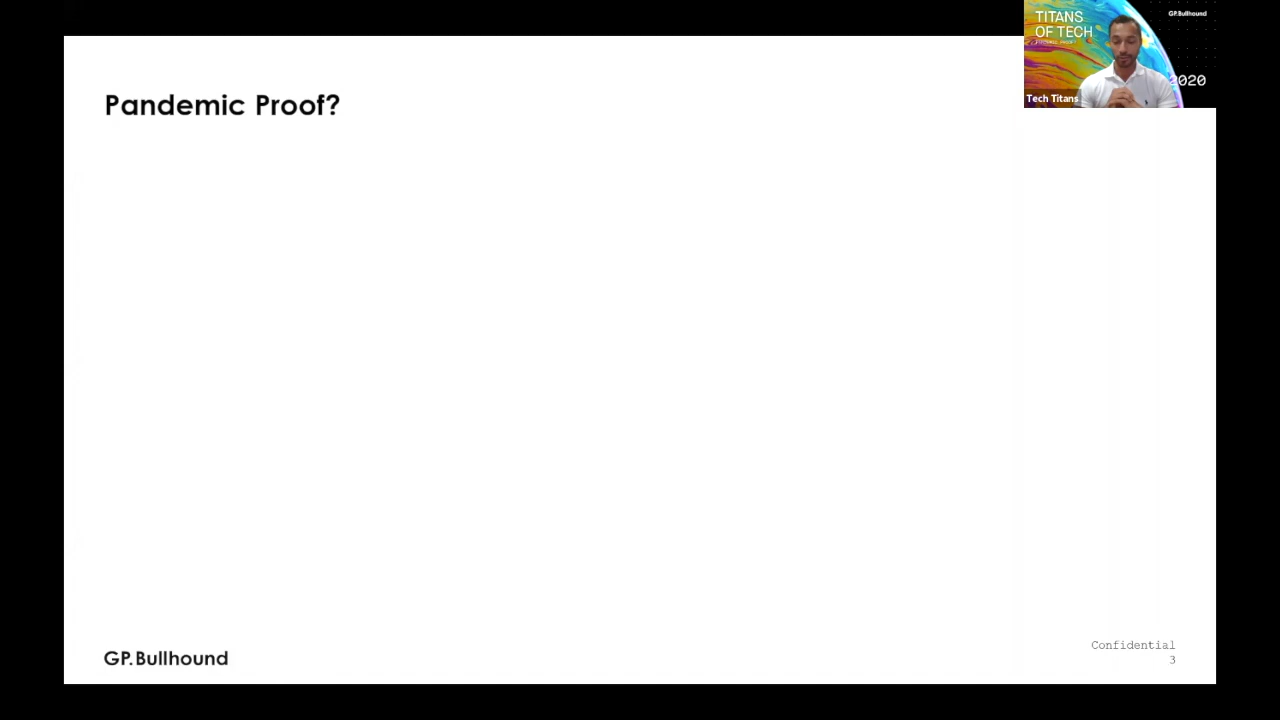 TITANS
OF TECH
GP.Bullhound
2020
Tech Titans
Pandemic Proof?
GP.Bullhound
Confidential
3